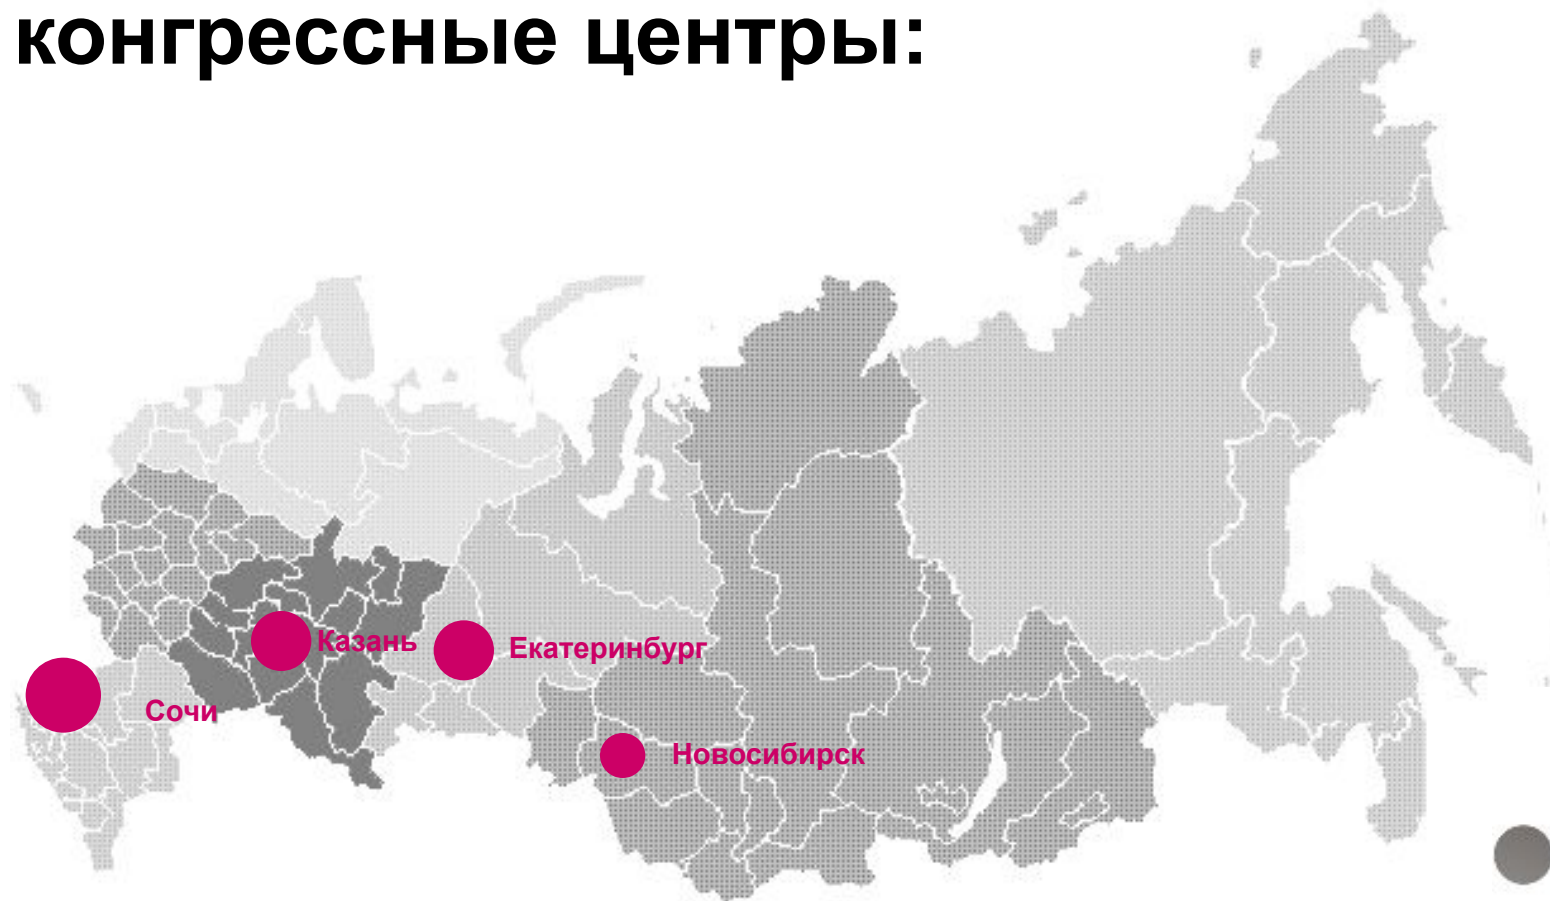 конгрессные центры:
Казань
Екатеринбург
Сочи
Новосибирск